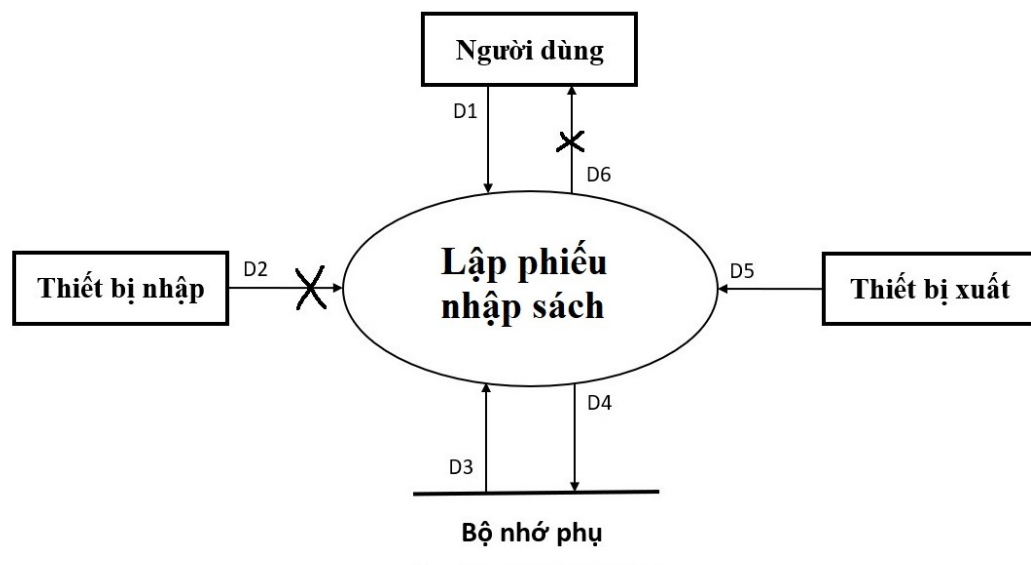 Người dùng
D1
D6
Lập phiếu
nhập sách
Thiết bị nhập
D2
D5
Thiết bị xuất
D4
D3
Bộ nhớ phụ